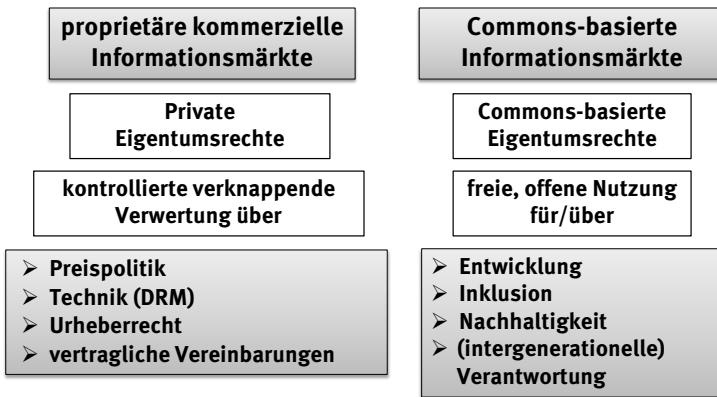 proprietäre kommerzielle
Informationsmärkte
Private
Eigentumsrechte
kontrollierte verknappende
Verwertung über
➢ Preispolitik
➢ Technik (DRM)
➢ Urheberrecht
➢ vertragliche Vereinbarungen
Commons-basierte
Informationsmärkte
Commons-basierte
Eigentumsrechte
freie, offene Nutzung
für/über
➢ Entwicklung
➢ Inklusion
➢ Nachhaltigkeit
➢ (intergenerationelle)
Verantwortung